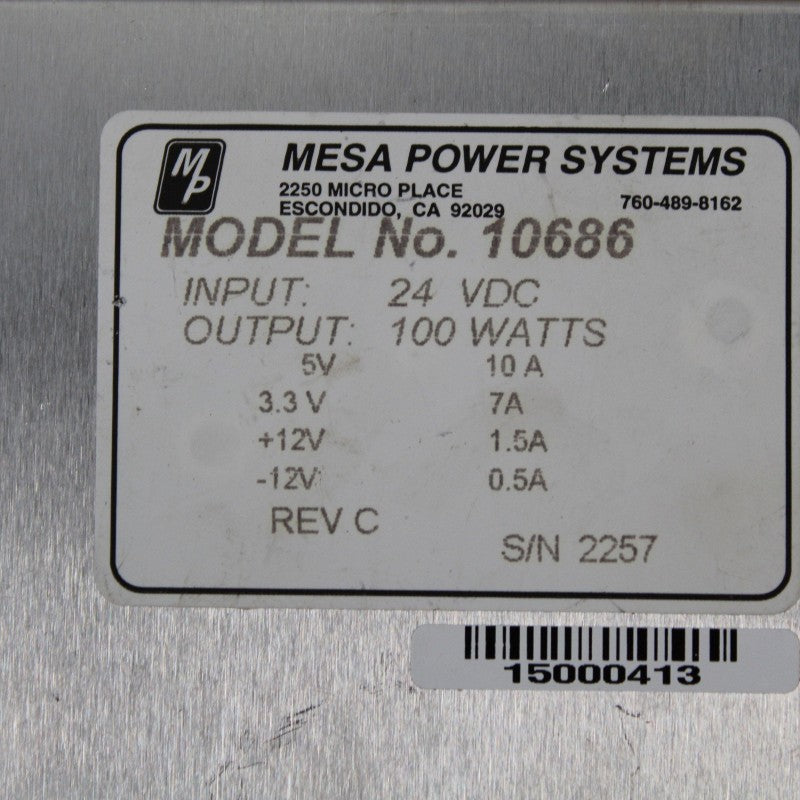 MP
MESA POWER SYSTEMS
2250 MICRO PLACE
ESCONDIDO, CA 92029
760-489-8162
MODEL No. 10686
INPUT: 24 VDC
OUTPUT: 100 WATTS
5V 10 A
3.3 V 7A
+12V 1.5A
-12V 0.5A
REV C
S/N 2257
15000413